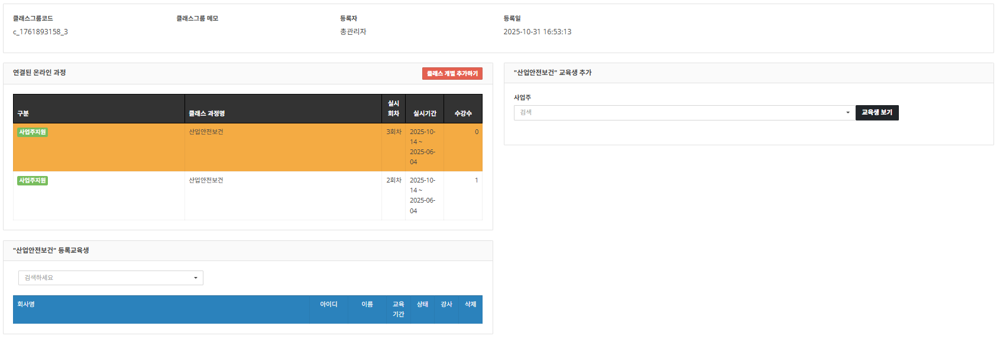 클래스그룹코드
클래스그룹 메모
등록자
등록일
c_1761893158_3
총관리자
2025-10-31 16:53:13
연결된 온라인 과정
클래스 개별 추가하기
구분
클래스 과정명
실시
회차
실시기간
수강수
사업주지원
산업안전보건
3회차
2025-10-
14 ~
2025-06-
04
0
사업주지원
산업안전보건
2회차
2025-10-
14 ~
2025-06-
04
1
"산업안전보건" 등록교육생
검색하세요
회사명
아이디
이름
교육
기간
상태
강사
삭제
"산업안전보건" 교육생 추가
사업주
검색
교육생 보기